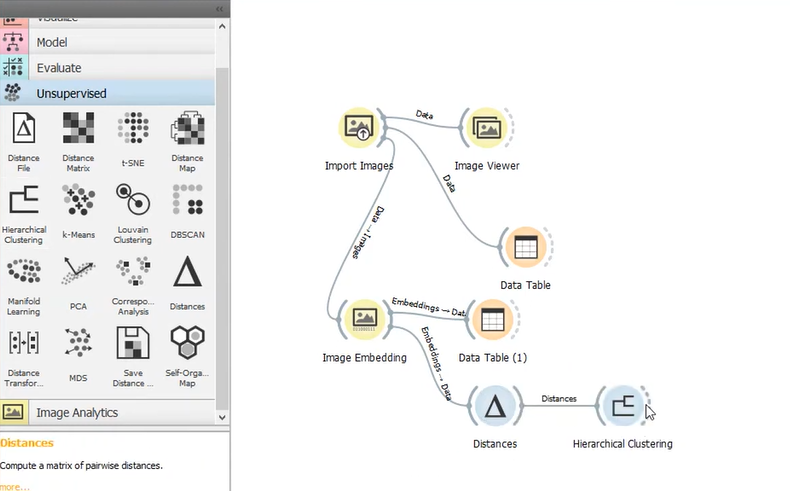 Visualize
Model
Evaluate
Unsupervised
Distance
File
Distance
Matrix
t-SNE
Distance
Map
Hierarchical
Clustering
k-Means
Louvain
Clustering
DBSCAN
Manifold
Learning
PCA
Correspo...
Analysis
Distances
Distance
Transfor...
MDS
Save
Distance ...
Self-Orga...
Map
Image Analytics
Distances
Compute a matrix of pairwise distances.
more...
Import Images
Data
Image Viewer
Data
Data Table
Data → Images
Image Embedding
Embeddings → Data
Data Table (1)
Embeddings → Data
Distances
Distances
Hierarchical Clustering